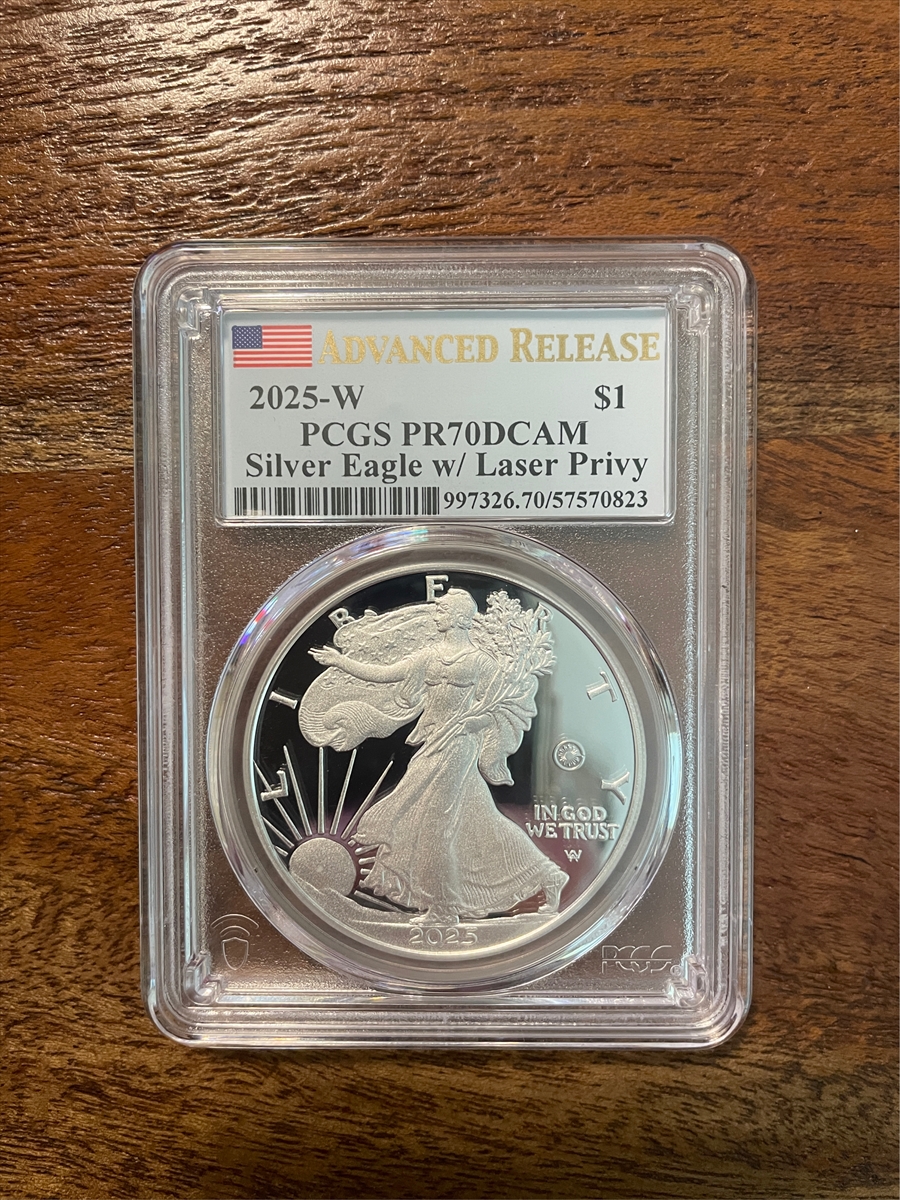 ADVANCED RELEASE
2025-W $1
PCGS PR70DCAM
Silver Eagle w/ Laser Privy
997326.70/57570823
LIBERTY
IN GOD
WE TRUST
W
2025
PCGS